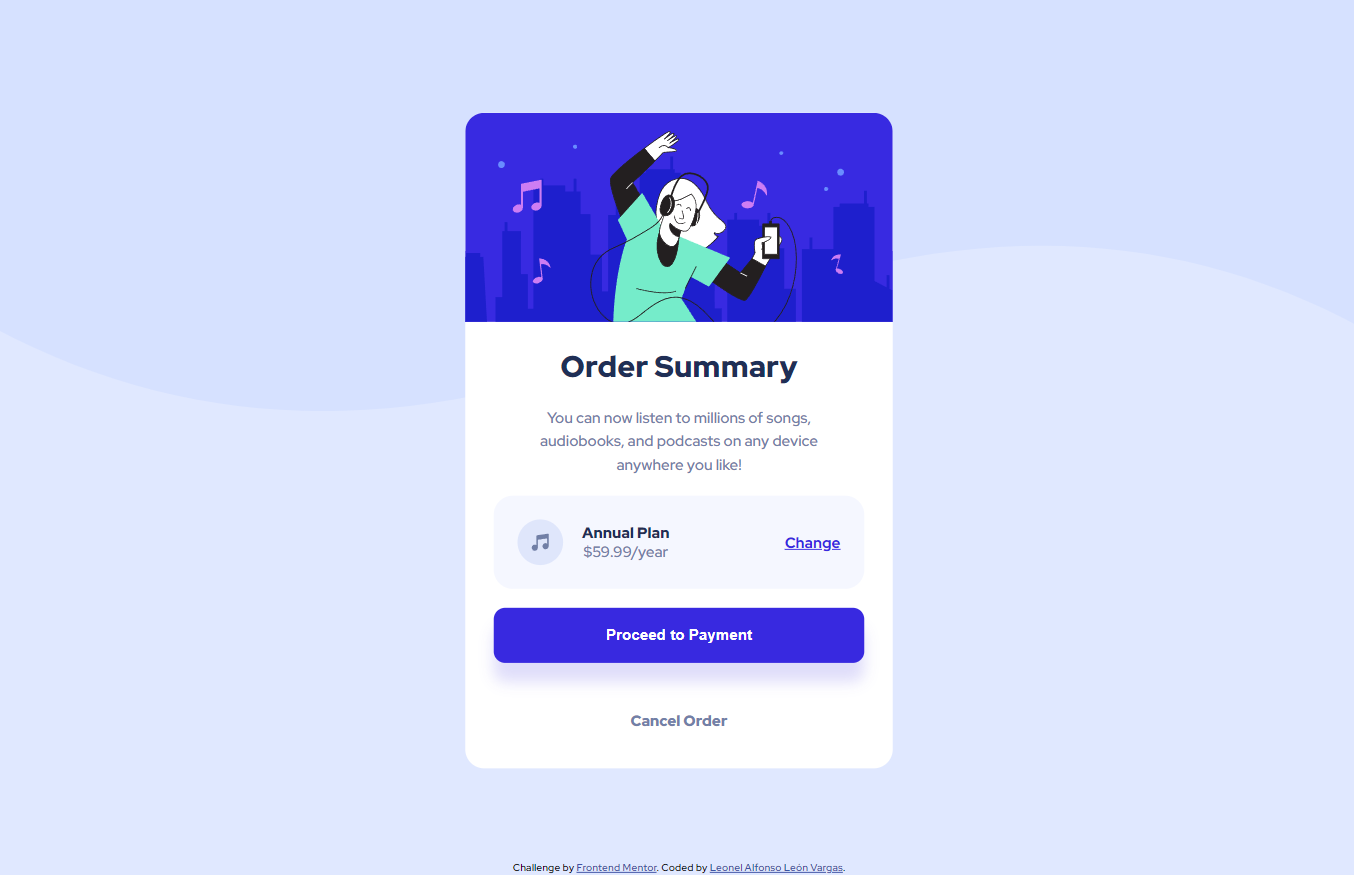 Order Summary
You can now listen to millions of songs,
audiobooks, and podcasts on any device
anywhere you like!
Annual Plan
$59.99/year
Change
Proceed to Payment
Cancel Order
Challenge by Frontend Mentor. Coded by Leonel Alfonso León Vargas.